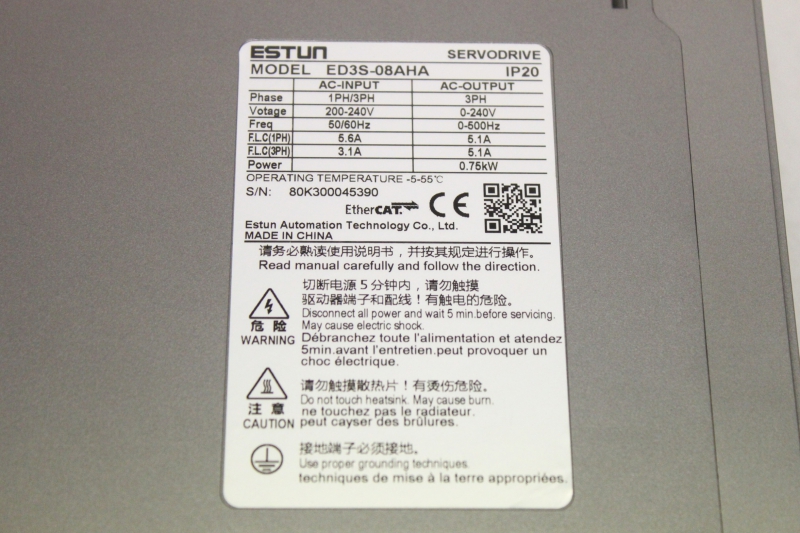 ESTUN SERVODRIVE
MODEL ED3S-08AHA IP20
AC-INPUT AC-OUTPUT
Phase 1PH/3PH 3PH
Votage 200-240V 0-240V
Freq 50/60Hz 0-500Hz
F.L.C(1PH) 5.6A 5.1A
F.L.C(3PH) 3.1A 5.1A
Power 0.75kW
OPERATING TEMPERATURE -5-55℃
S/N: 80K300045390
EtherCAT. CE
Estun Automation Technology Co., Ltd.
MADE IN CHINA
请务必熟读使用说明书，并按其规定进行操作。
Read manual carefully and follow the direction.
切断电源5分钟内，请勿触摸
驱动器端子和配线！有触电的危险。
Disconnect all power and wait 5 min.before servicing.
危险 May cause electric shock.
WARNING Débranchez toute l'alimentation et atendez
5min.avant l'entretien.peut provoquer un
choc électrique.
请勿触摸散热片！有烫伤危险。
Do not touch heatsink. May cause burn.
注意 ne touchez pas le radiateur.
CAUTION peut cayser des brûlures.
接地端子必须接地。
Use proper grounding techniques.
techniques de mise à la terre appropriées.